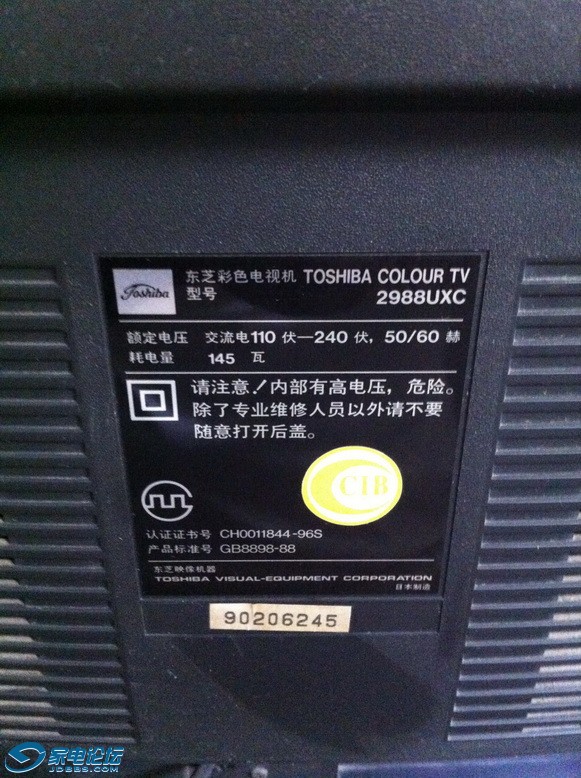 Toshiba
东芝彩色电视机 TOSHIBA COLOUR TV
型号 2988UXC
额定电压 交流电110 伏—240 伏, 50/60 赫
耗电量 145 瓦
请注意!内部有高电压，危险。
除了专业维修人员以外请不要
随意打开后盖。
CIB
认证证书号 CH0011844-96S
产品标准号 GB8898-88
东芝映像机器
TOSHIBA VISUAL-EQUIPMENT CORPORATION
日本制造
90206245
家电论坛
JDBBS.COM